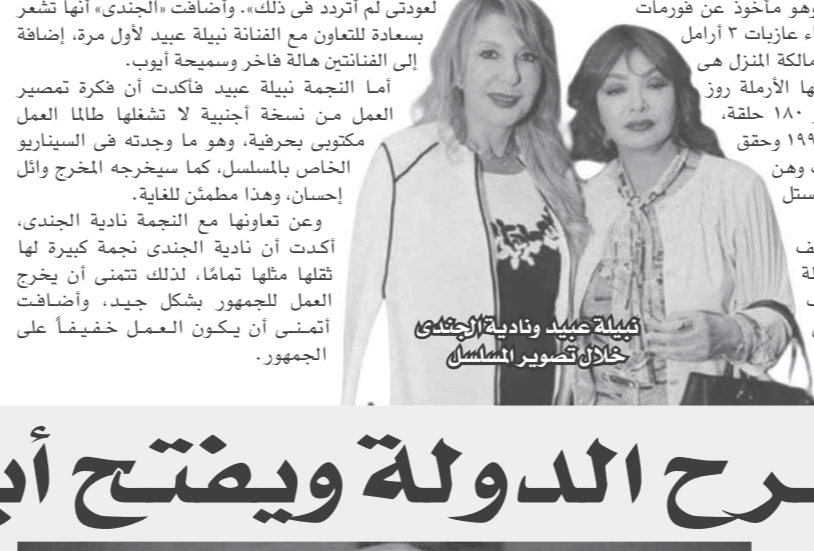 وهو مأخوذ عن فورمات
عازبات ٣ أرامل
مالكة المنزل هى
الأرملة روز
١٨٠ حلقة،
وحقق
وهن
لعودتى لم أتردد فى ذلك». وأضافت «الجندى» أنها تشعر
بسعادة للتعاون مع الفنانة نبيلة عبيد لأول مرة، إضافة
إلى الفنانتين هالة فاخر وسميحة أيوب.
أما النجمة نبيلة عبيد فأكدت أن فكرة تمصير
العمل من نسخة أجنبية لا تشغلها طالما العمل
مكتوبى بحرفية، وهو ما وجدته فى السيناريو
الخاص بالمسلسل، كما سيخرجه المخرج وائل
إحسان، وهذا مطمئن للغاية.
وعن تعاونها مع النجمة نادية الجندى،
أكدت أن نادية الجندى نجمة كبيرة لها
ثقلها مثلها تمامًا، لذلك تتمنى أن يخرج
العمل للجمهور بشكل جيد، وأضافت
أتمنى أن يكون العمل خفيفاً على
الجمهور.
نبيلة عبيد ونادية الجندى
خلال تصوير المسلسل
الدولة ويفتح